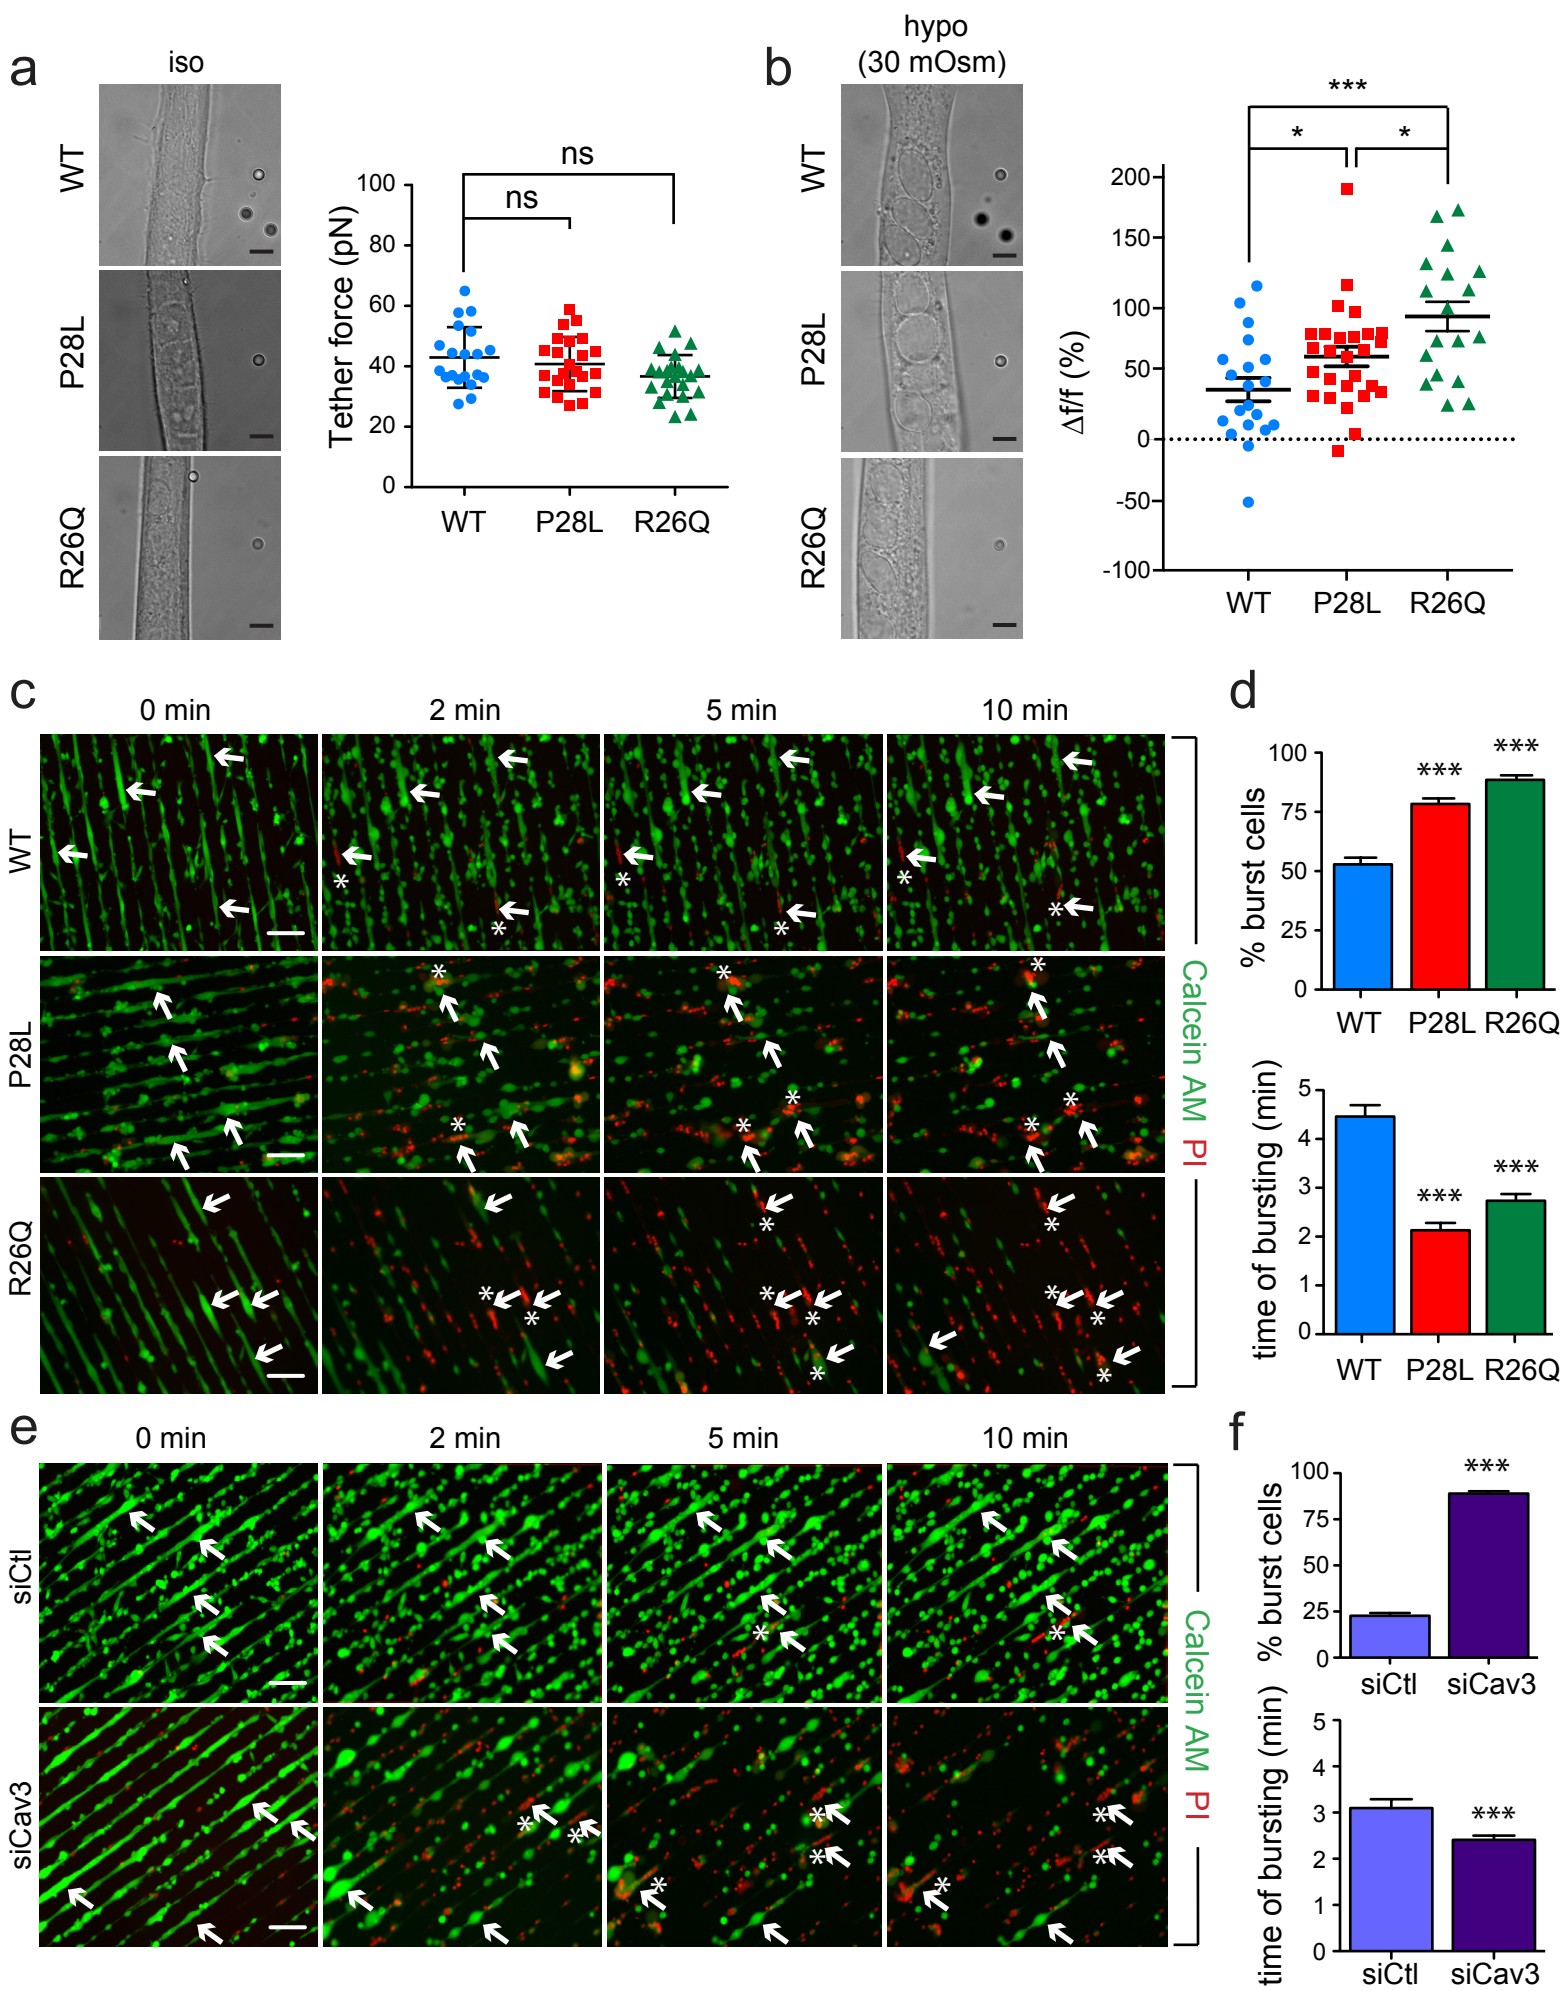 a
iso
WT
P28L
R26Q
Tether force (pN)
100
80
60
40
20
0
ns
ns
WT P28L R26Q
b
hypo
(30 mOsm)
WT
P28L
R26Q
Δf/f (%)
200
150
100
50
0
-50
-100
***
* *
WT P28L R26Q
c
0 min 2 min 5 min 10 min
WT
P28L
R26Q
* * * * * *
* * * * * * * *
* * * * * * * * * *
Calcein AM PI
d
% burst cells
100
75
50
25
0
*** ***
WT P28L R26Q
time of bursting (min)
5
4
3
2
1
0
*** ***
WT P28L R26Q
e
0 min 2 min 5 min 10 min
siCtl
siCav3
* *
* * * * * * * *
Calcein AM PI
f
% burst cells
100
75
50
25
0
***
siCtl siCav3
time of bursting (min)
5
4
3
2
1
0
***
siCtl siCav3